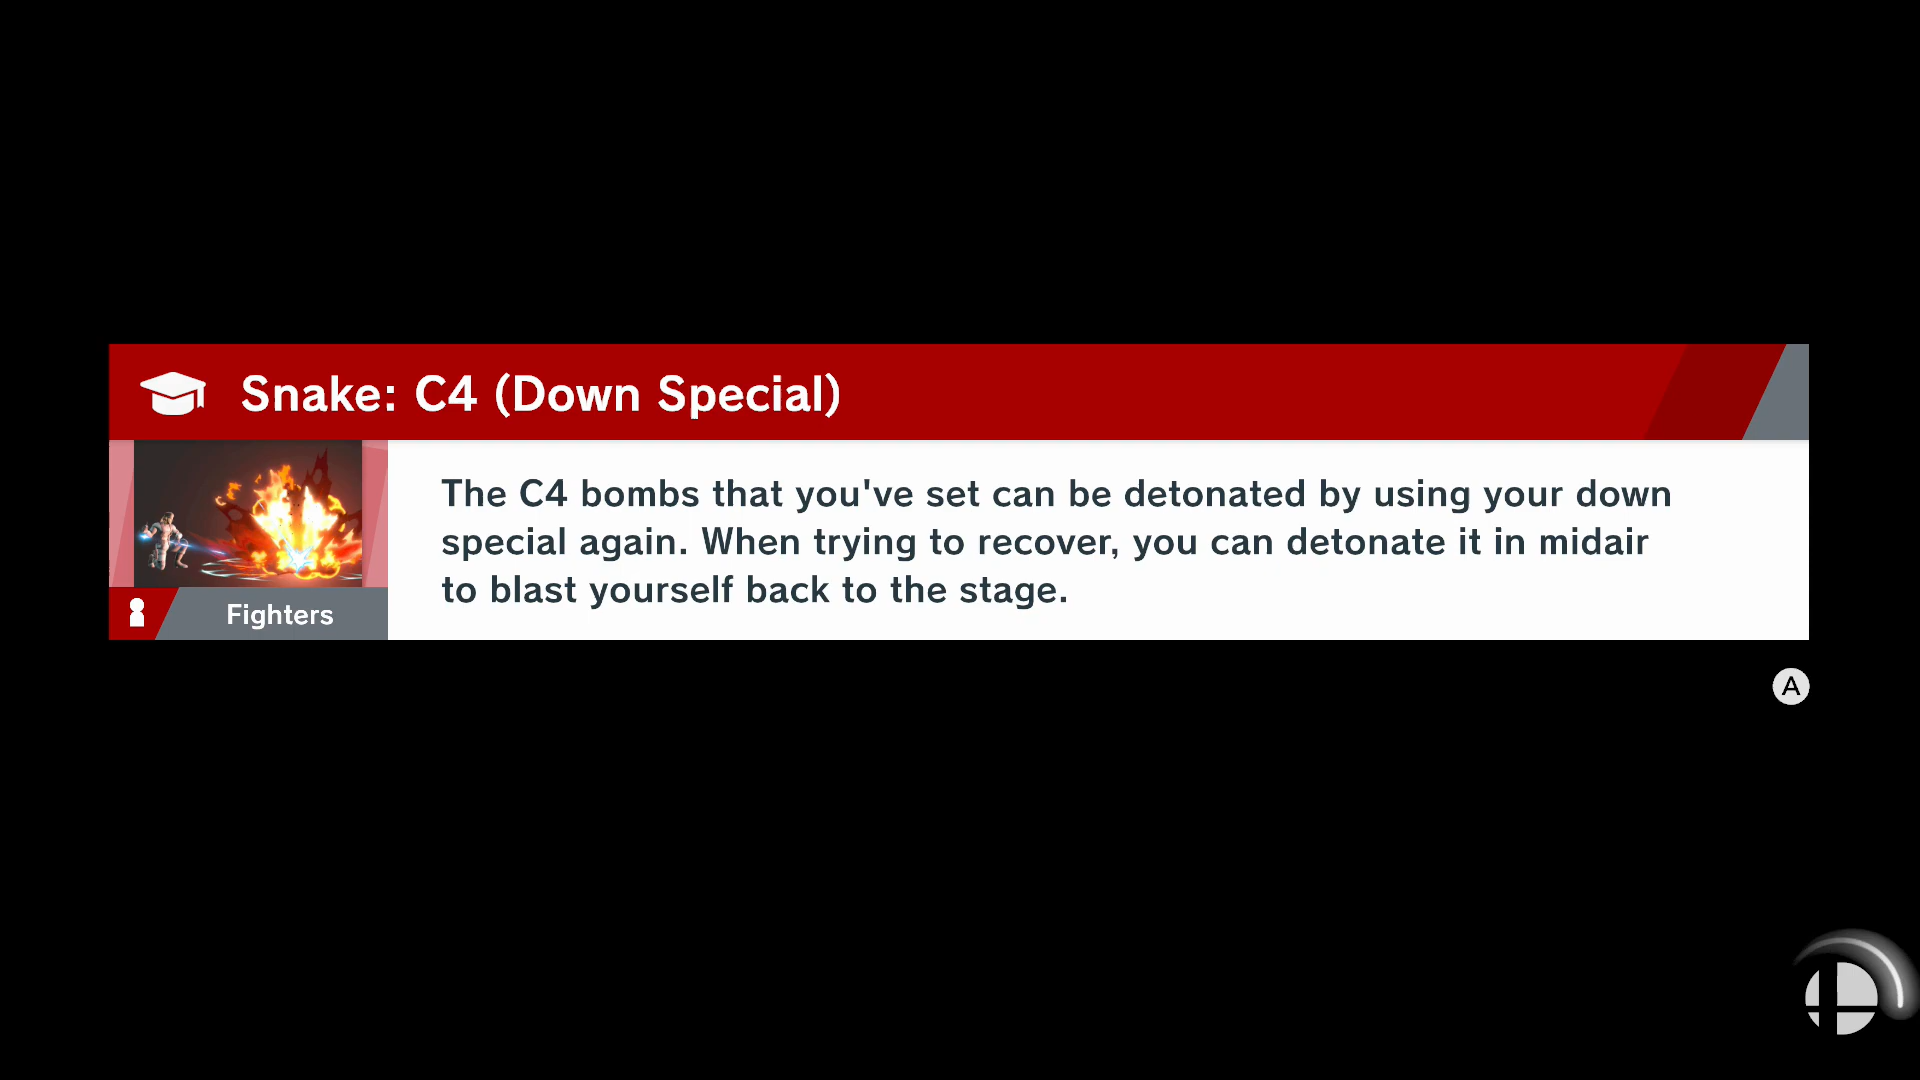 Snake: C4 (Down Special)
The C4 bombs that you've set can be detonated by using your down
special again. When trying to recover, you can detonate it in midair
to blast yourself back to the stage.
Fighters
A